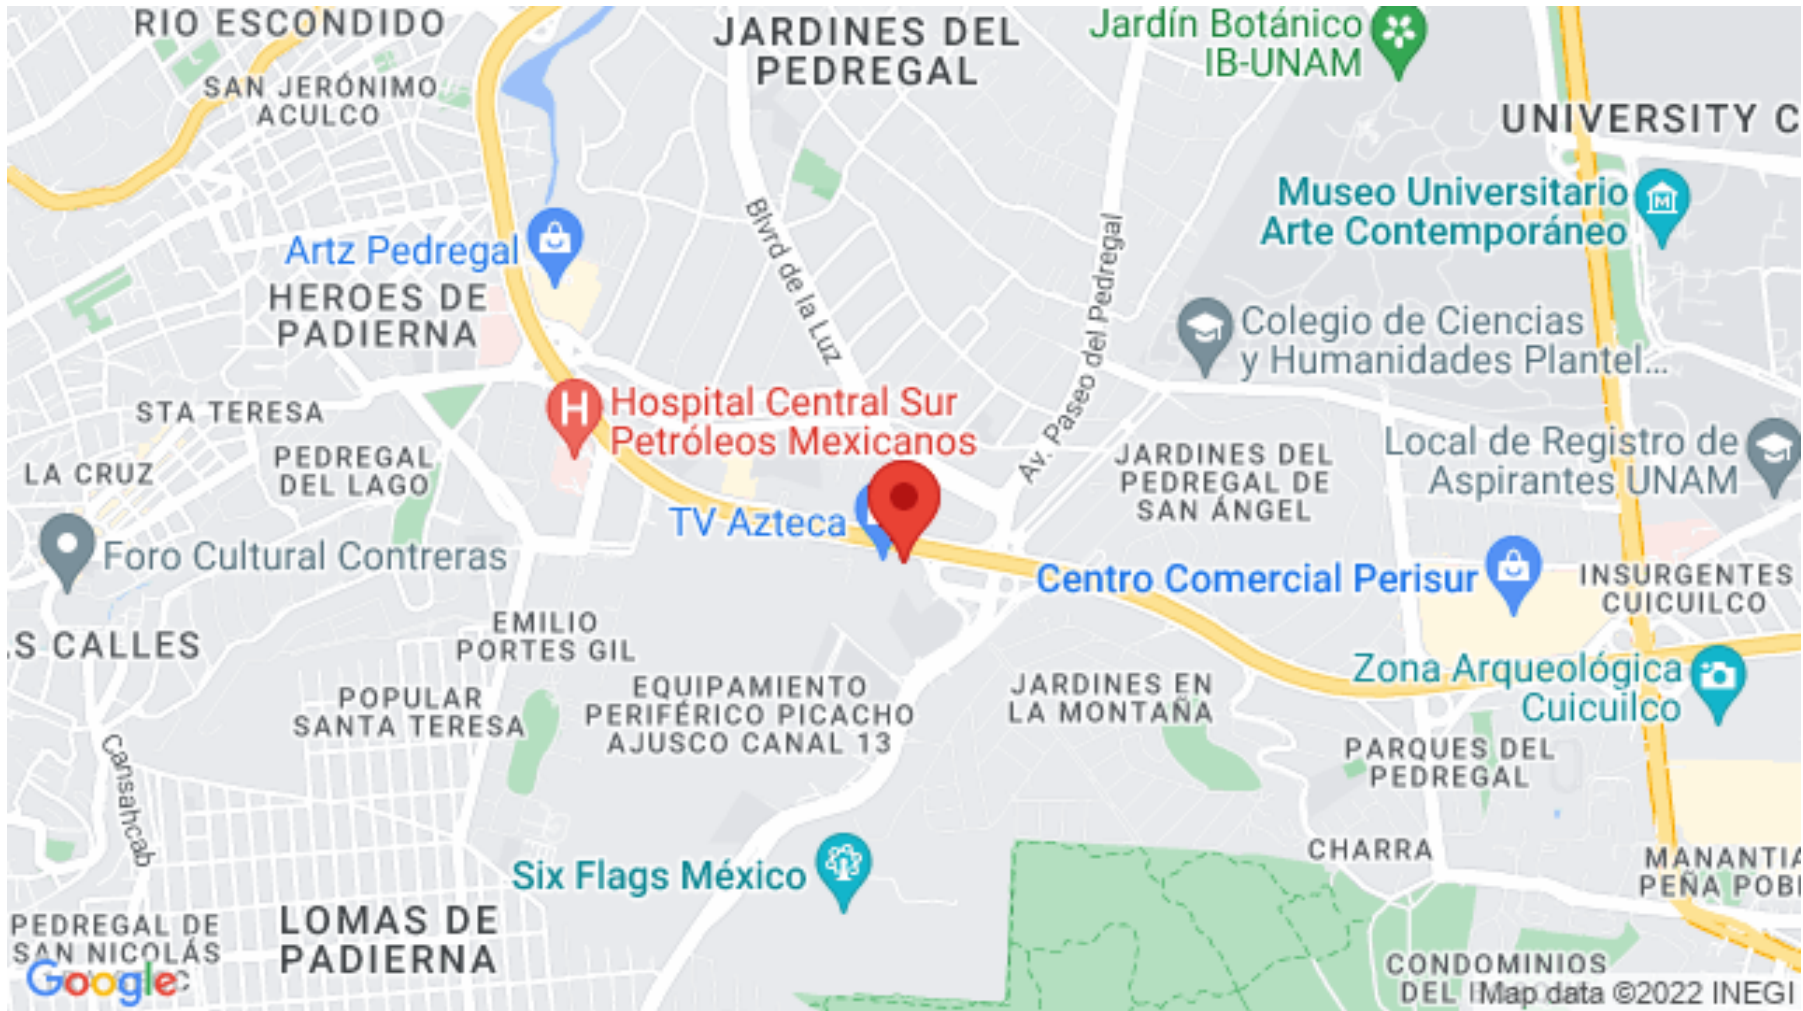 RIO ESCONDIDO
JARDINES DEL
PEDREGAL
Jardín Botánico
IB-UNAM
SAN JERÓNIMO
ACULCO
UNIVERSITY C
Museo Universitario
Arte Contemporáneo
Blvrd de la Luz
Av. Paseo del Pedregal
Artz Pedregal
HEROES DE
PADIERNA
Colegio de Ciencias
y Humanidades Plantel...
Hospital Central Sur
Petróleos Mexicanos
STA TERESA
LA CRUZ
PEDREGAL
DEL LAGO
JARDINES DEL
PEDREGAL DE
SAN ÁNGEL
Local de Registro de
Aspirantes UNAM
TV Azteca
Foro Cultural Contreras
Centro Comercial Perisur
INSURGENTES
CUICUILCO
S CALLES
EMILIO
PORTES GIL
POPULAR
SANTA TERESA
EQUIPAMIENTO
PERIFÉRICO PICACHO
AJUSCO CANAL 13
JARDINES EN
LA MONTAÑA
Zona Arqueológica
Cuicuilco
PARQUES DEL
PEDREGAL
Cansahcab
Six Flags México
CHARRA
MANANTIA
PEÑA POB
PEDREGAL DE
SAN NICOLÁS
LOMAS DE
PADIERNA
CONDOMINIOS
DEL
Google
Map data ©2022 INEGI